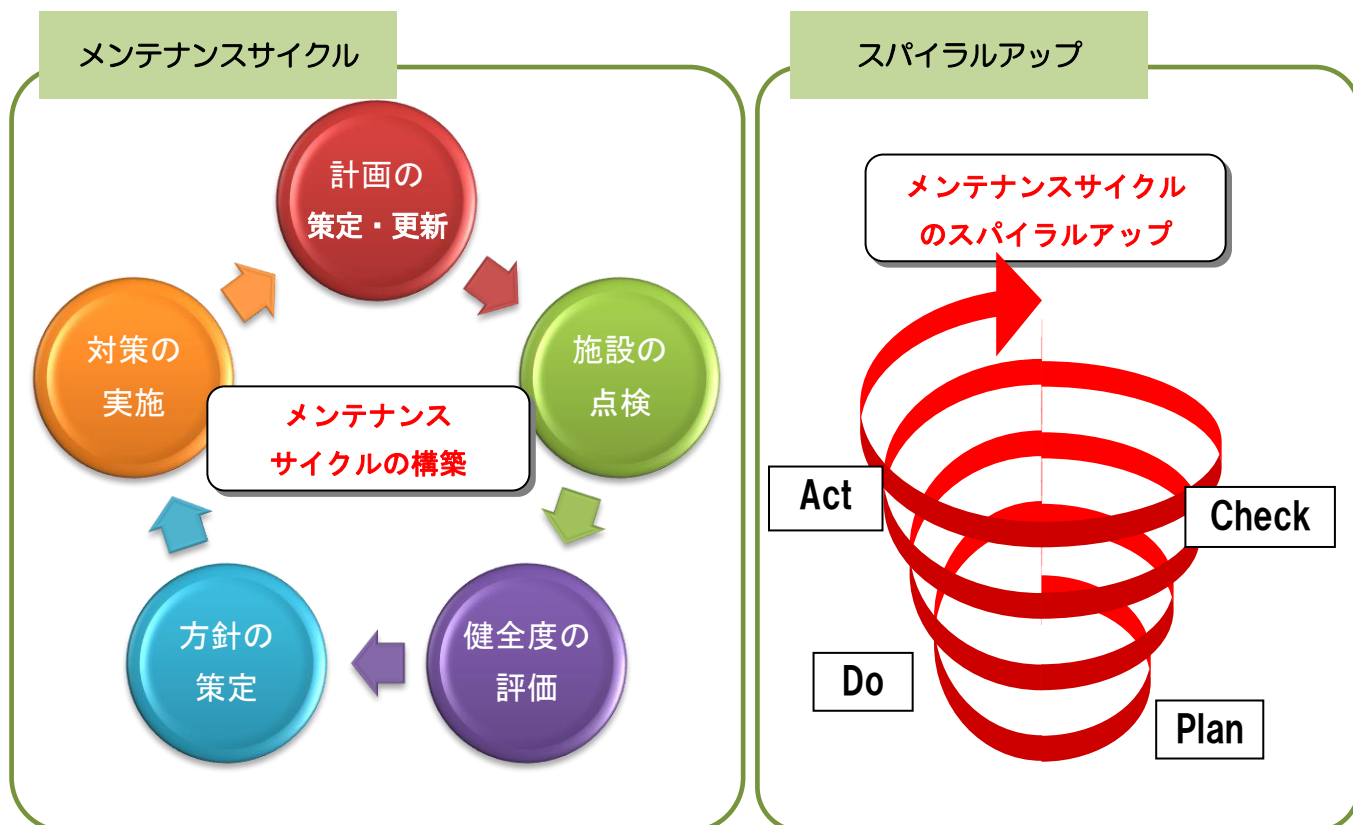 メンテナンスサイクル
計画の
策定・更新
施設の
点検
健全度の
評価
方針の
策定
対策の
実施
メンテナンス
サイクルの構築
スパイラルアップ
メンテナンスサイクル
のスパイラルアップ
Act
Check
Do
Plan